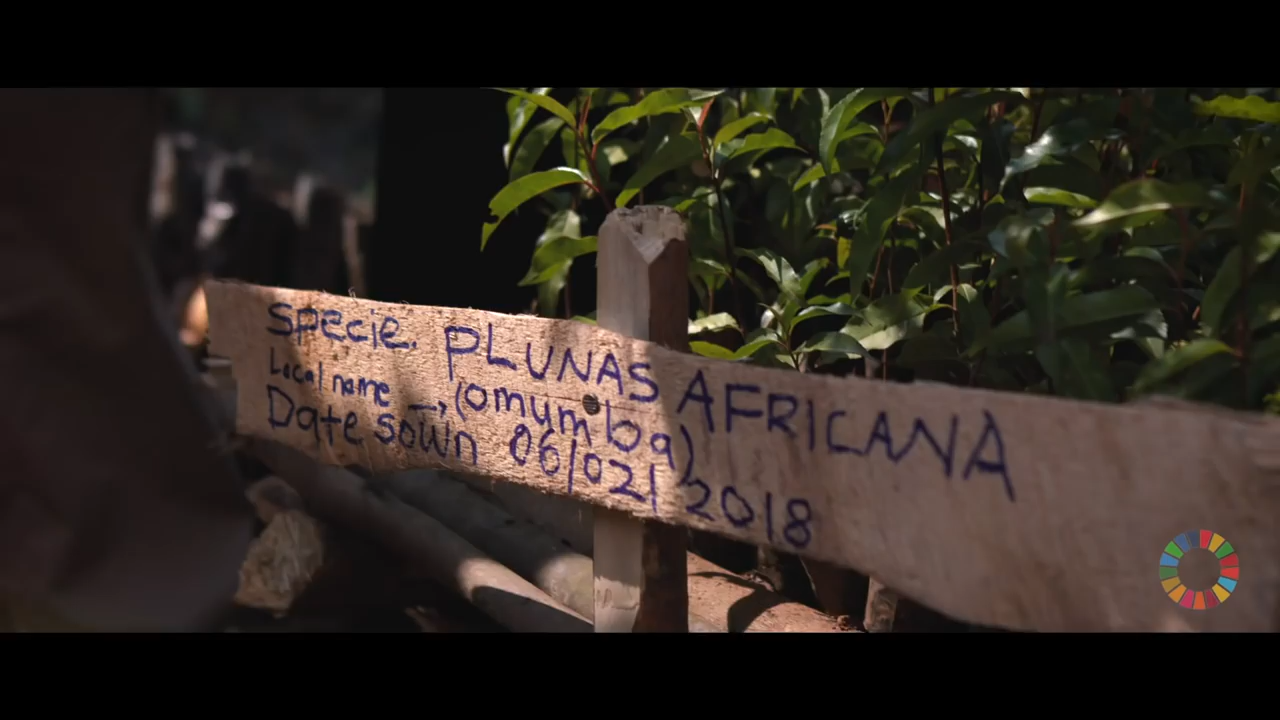 Specie. PLUNAS AFRICANA
Local name –, (omumba)
Date sown 06/02/2018